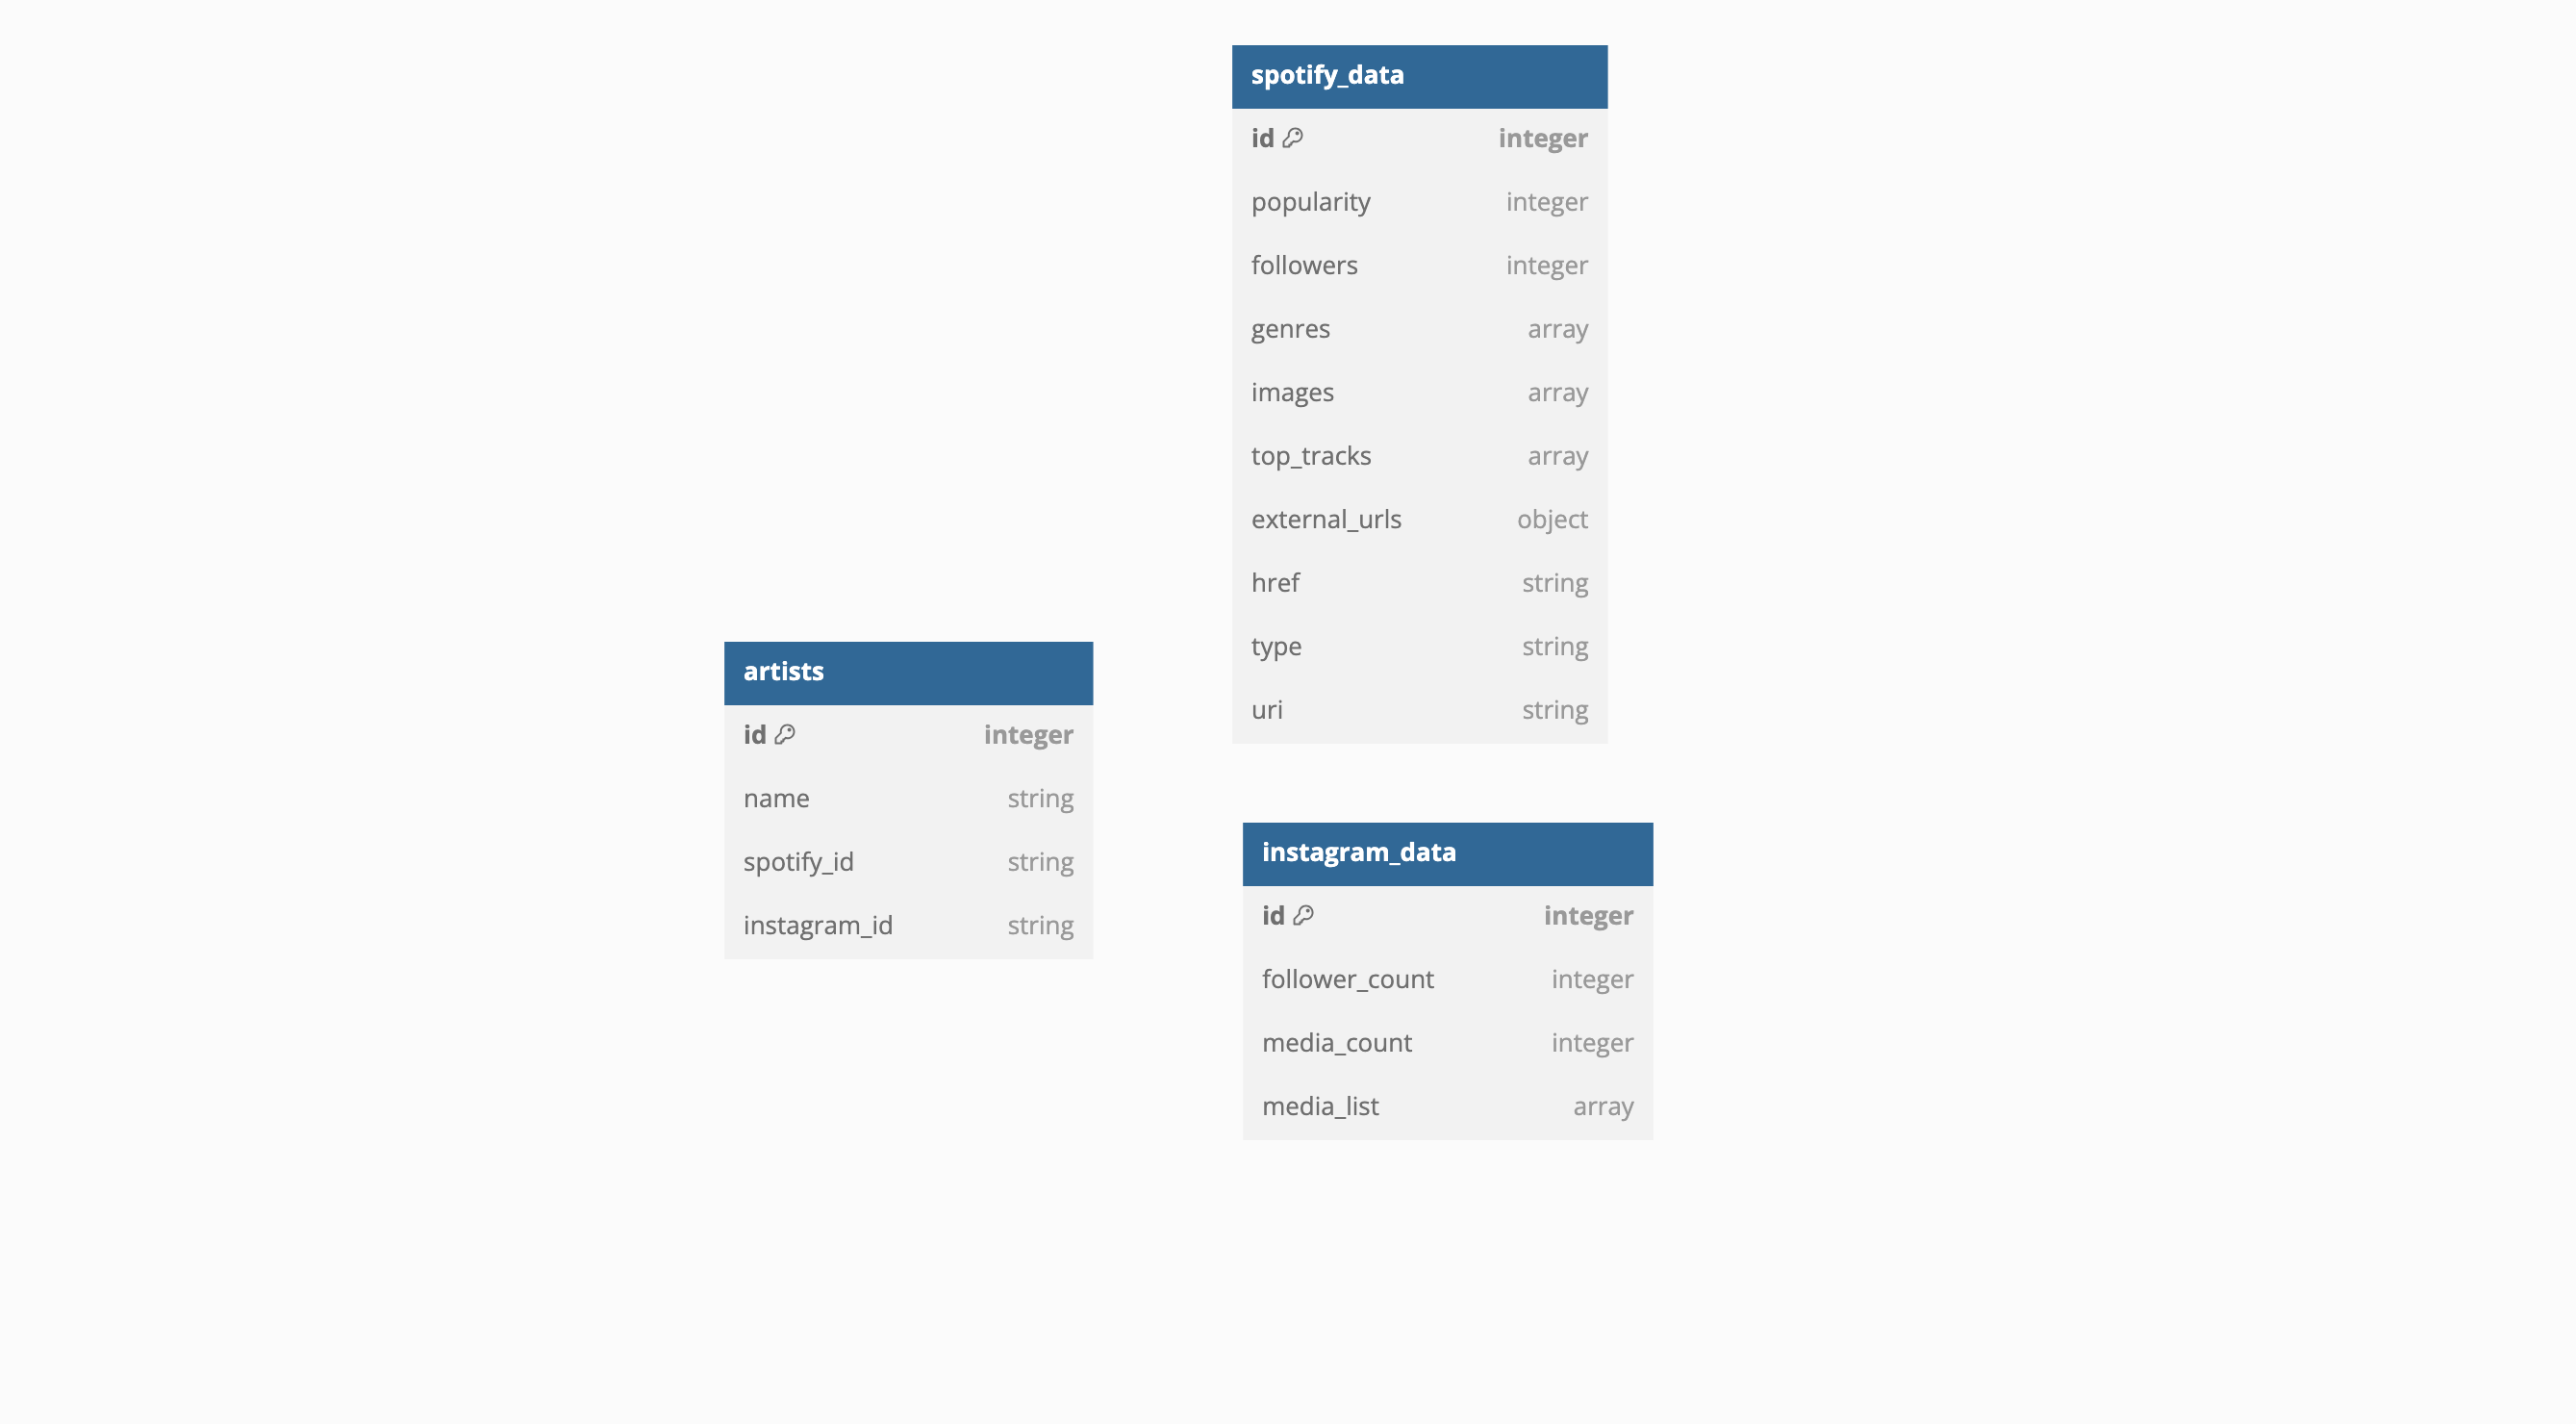 spotify_data
id integer
popularity integer
followers integer
genres array
images array
top_tracks array
external_urls object
href string
type string
uri string
artists
id integer
name string
spotify_id string
instagram_id string
instagram_data
id integer
follower_count integer
media_count integer
media_list array